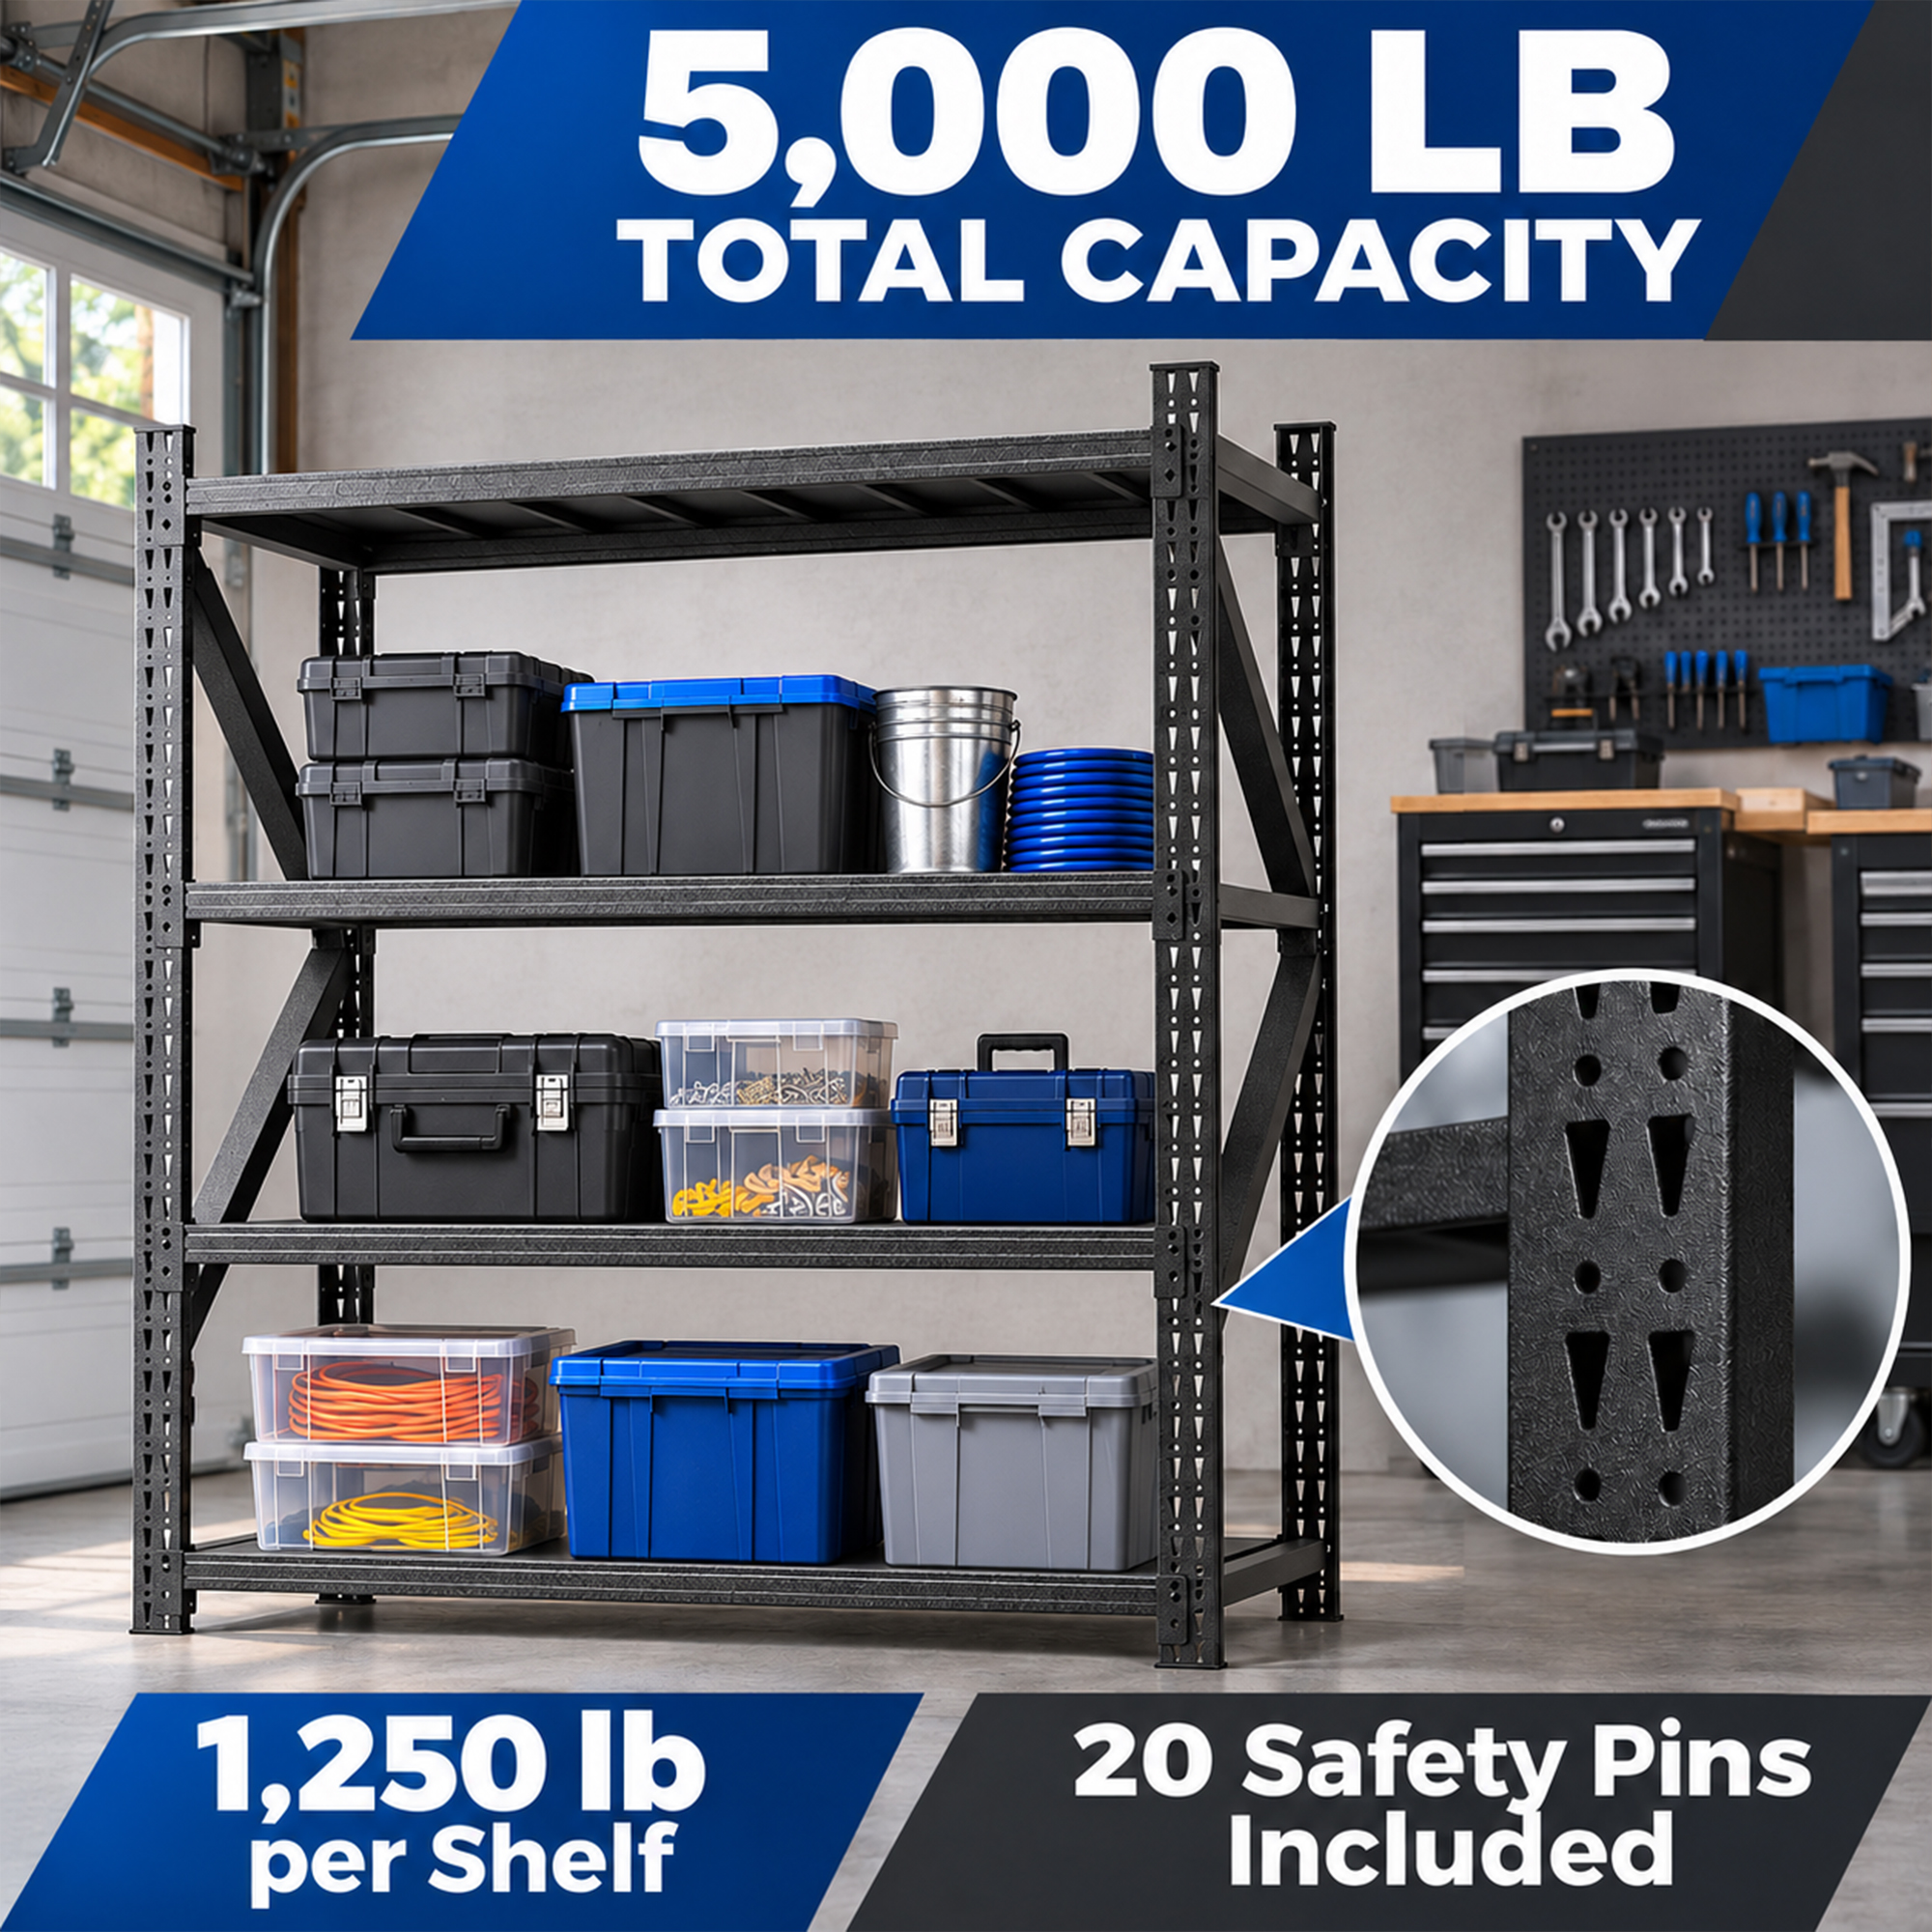 5,000 LB
TOTAL CAPACITY
1,250 lb
per Shelf
20 Safety Pins
Included